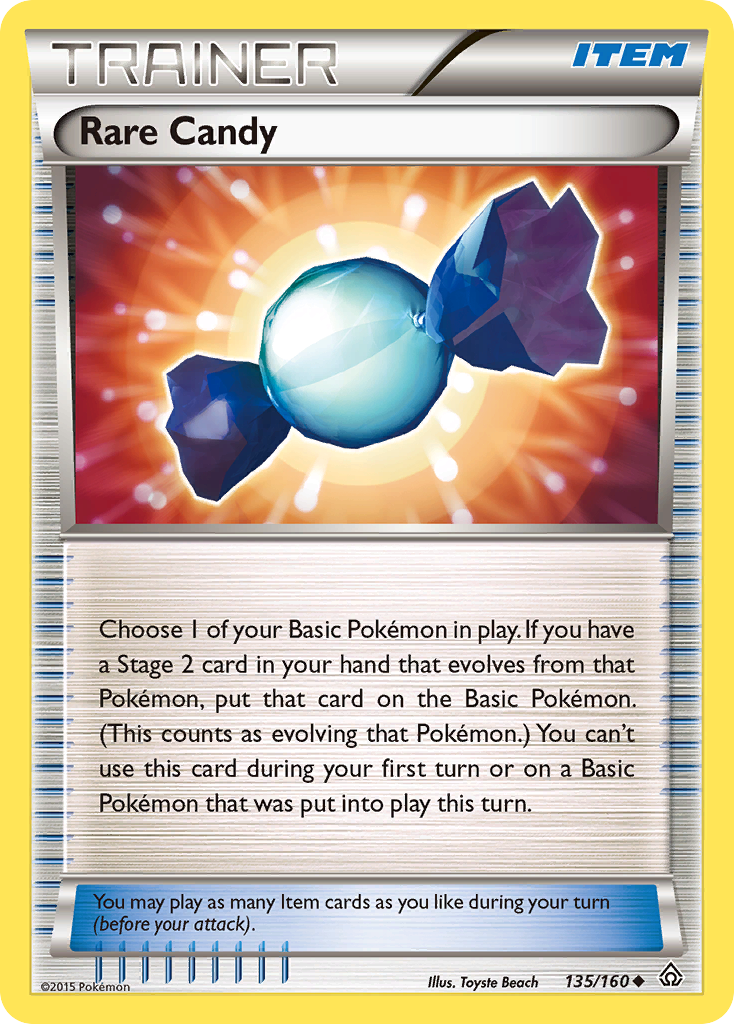 TRAINER
ITEM
Rare Candy
Choose 1 of your Basic Pokémon in play. If you have
a Stage 2 card in your hand that evolves from that
Pokémon, put that card on the Basic Pokémon.
(This counts as evolving that Pokémon.) You can't
use this card during your first turn or on a Basic
Pokémon that was put into play this turn.
You may play as many Item cards as you like during your turn
(before your attack).
©2015 Pokémon
Illus. Toyste Beach
135/160